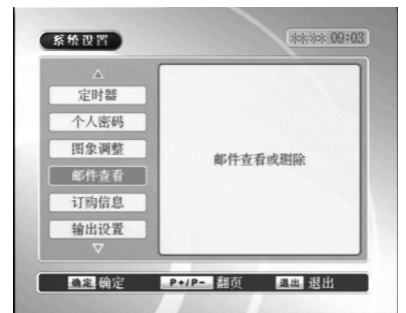 系统设置
**/** 09:03
△
定时器
个人密码
图象调整
邮件查看
订购信息
输出设置
▽
邮件查看或删除
确定 确定 P+/P- 翻页 退出 退出